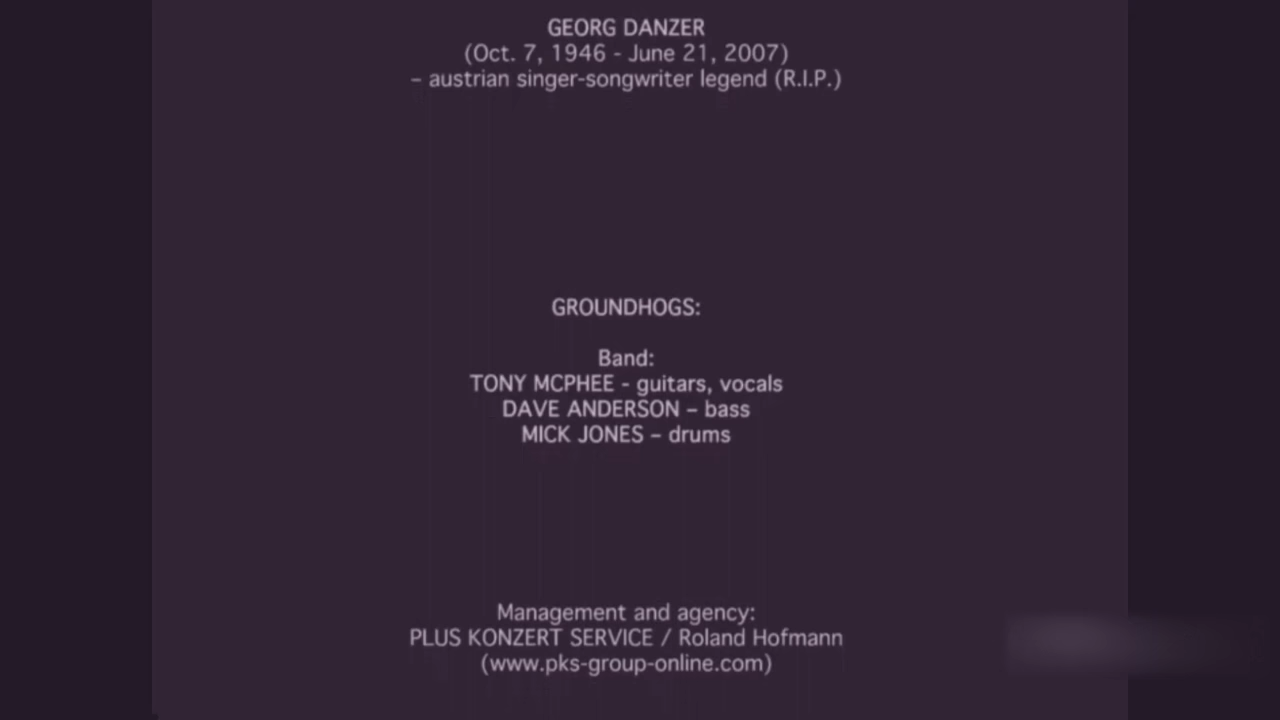 GEORG DANZER
(Oct. 7, 1946 - June 21, 2007)
– austrian singer-songwriter legend (R.I.P.)
GROUNDHOGS:
Band:
TONY MCPHEE - guitars, vocals
DAVE ANDERSON – bass
MICK JONES – drums
Management and agency:
PLUS KONZERT SERVICE / Roland Hofmann
(www.pks-group-online.com)